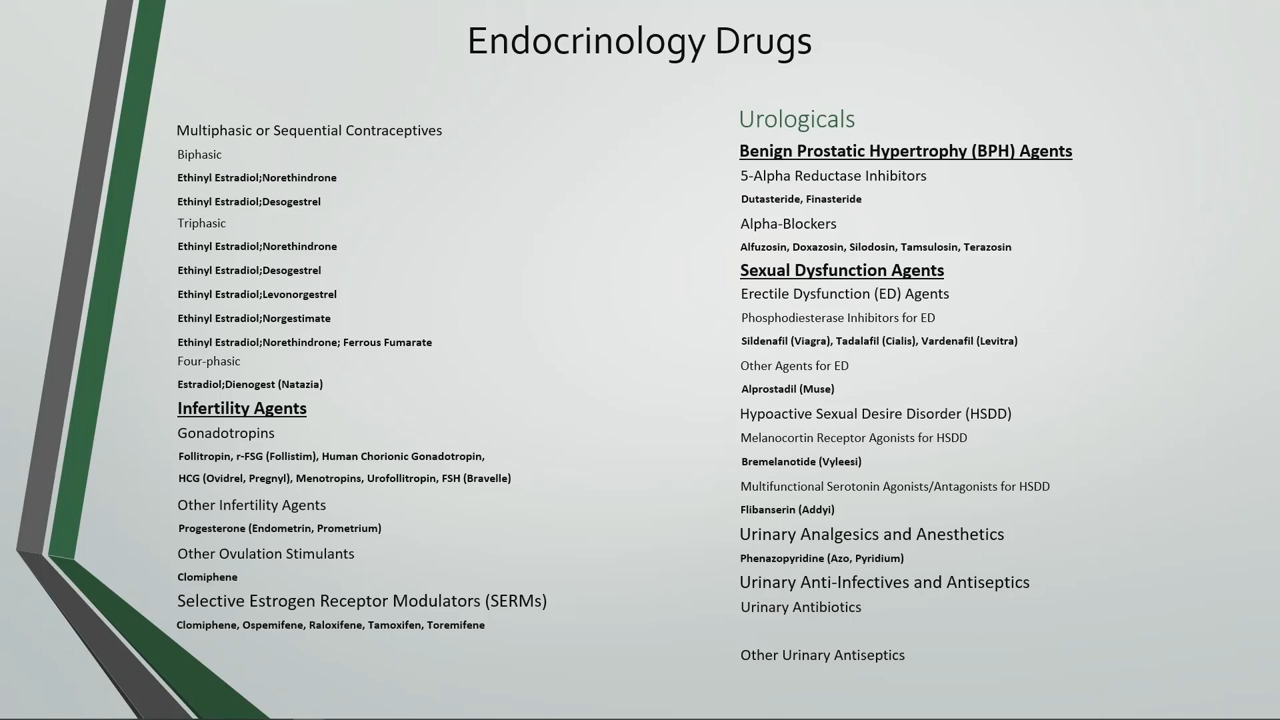 Endocrinology Drugs
Multiphasic or Sequential Contraceptives
Biphasic
Ethinyl Estradiol;Norethindrone
Ethinyl Estradiol;Desogestrel
Triphasic
Ethinyl Estradiol;Norethindrone
Ethinyl Estradiol;Desogestrel
Ethinyl Estradiol;Levonorgestrel
Ethinyl Estradiol;Norgestimate
Ethinyl Estradiol;Norethindrone; Ferrous Fumarate
Four-phasic
Estradiol;Dienogest (Natazia)
Infertility Agents
Gonadotropins
Follitropin, r-FSG (Follistim), Human Chorionic Gonadotropin,
HCG (Ovidrel, Pregnyl), Menotropins, Urofollitropin, FSH (Bravelle)
Other Infertility Agents
Progesterone (Endometrin, Prometrium)
Other Ovulation Stimulants
Clomiphene
Selective Estrogen Receptor Modulators (SERMs)
Clomiphene, Ospemifene, Raloxifene, Tamoxifen, Toremifene
Urologicals
Benign Prostatic Hypertrophy (BPH) Agents
5-Alpha Reductase Inhibitors
Dutasteride, Finasteride
Alpha-Blockers
Alfuzosin, Doxazosin, Silodosin, Tamsulosin, Terazosin
Sexual Dysfunction Agents
Erectile Dysfunction (ED) Agents
Phosphodiesterase Inhibitors for ED
Sildenafil (Viagra), Tadalafil (Cialis), Vardenafil (Levitra)
Other Agents for ED
Alprostadil (Muse)
Hypoactive Sexual Desire Disorder (HSDD)
Melanocortin Receptor Agonists for HSDD
Bremelanotide (Vyleesi)
Multifunctional Serotonin Agonists/Antagonists for HSDD
Flibanserin (Addyi)
Urinary Analgesics and Anesthetics
Phenazopyridine (Azo, Pyridium)
Urinary Anti-Infectives and Antiseptics
Urinary Antibiotics
Other Urinary Antiseptics